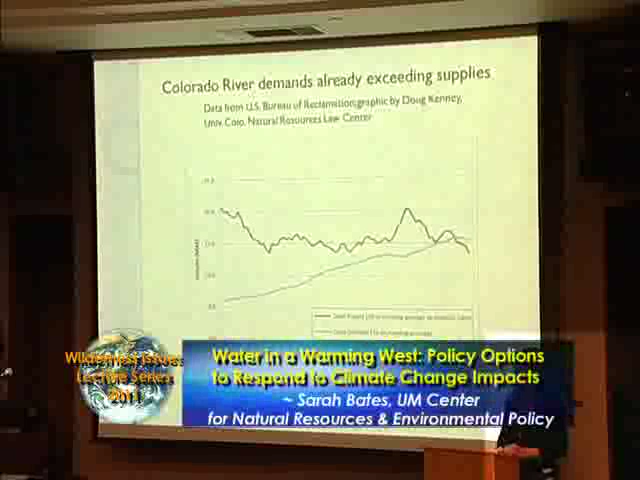 Colorado River demands already exceeding supplies
Data from U.S. Bureau of Reclamation; graphic by Doug Kenney,
Univ. Colo. Natural Resources Law Center
Wilderness Issues
Lecture Series
2011
Water in a Warming West: Policy Options
to Respond to Climate Change Impacts
~ Sarah Bates, UM Center
for Natural Resources & Environmental Policy